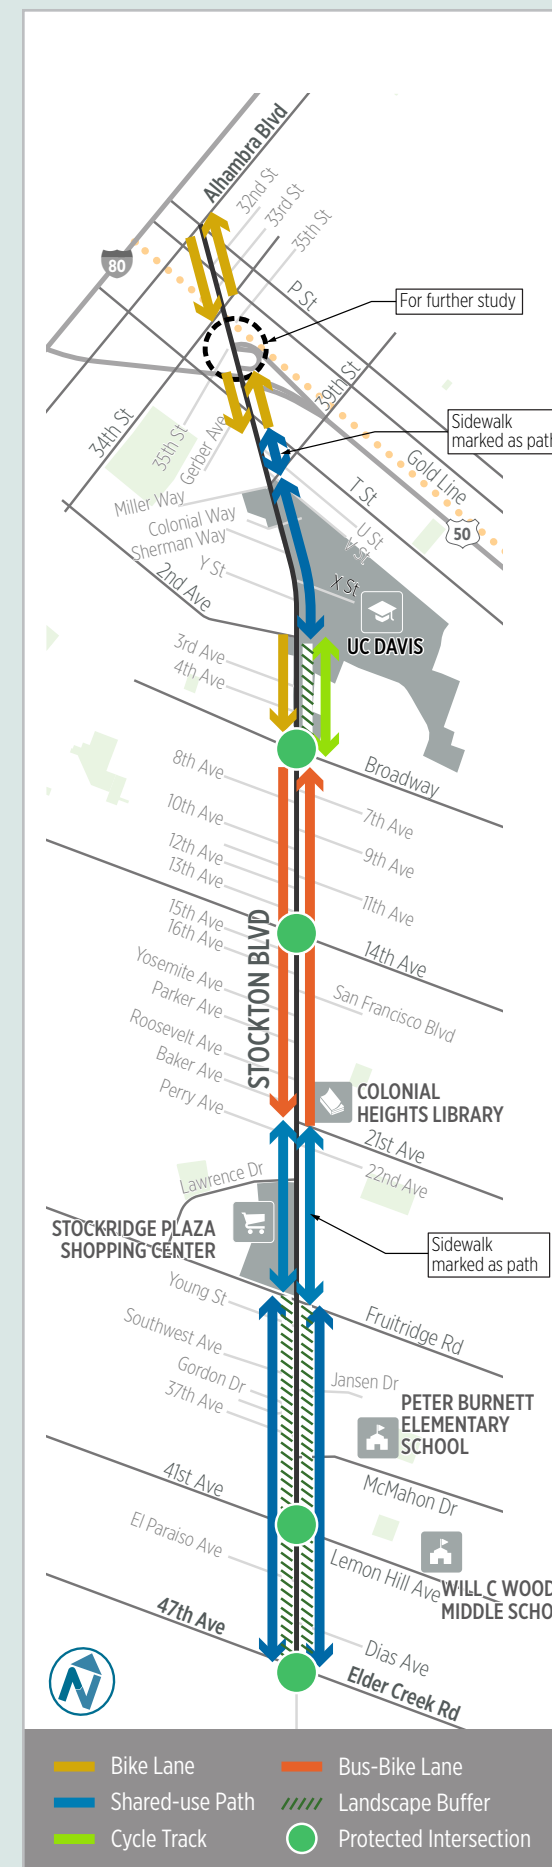 Alhambra Blvd
32nd St
33rd St
35th St
80
P St
For further study
39th St
34th St
35th St
Gerber Ave
Sidewalk
marked as path
Gold Line
T St
Miller Way
Colonial Way
Sherman Way
U St
V St
50
Y St
2nd Ave
X St
UC DAVIS
3rd Ave
4th Ave
Broadway
8th Ave
7th Ave
10th Ave
9th Ave
12th Ave
13th Ave
11th Ave
15th Ave
16th Ave
14th Ave
STOCKTON BLVD
Yosemite Ave
Parker Ave
San Francisco Blvd
Roosevelt Ave
Baker Ave
Perry Ave
COLONIAL
HEIGHTS LIBRARY
21st Ave
22nd Ave
Lawrence Dr
STOCKRIDGE PLAZA
SHOPPING CENTER
Sidewalk
marked as path
Young St
Fruitridge Rd
Southwest Ave
Gordon Dr
37th Ave
Jansen Dr
PETER BURNETT
ELEMENTARY
SCHOOL
41st Ave
McMahon Dr
El Paraiso Ave
Lemon Hill Ave
WILL C WOOD
MIDDLE SCHO
47th Ave
Dias Ave
Elder Creek Rd
N
Bike Lane
Bus-Bike Lane
Shared-use Path
Landscape Buffer
Cycle Track
Protected Intersection